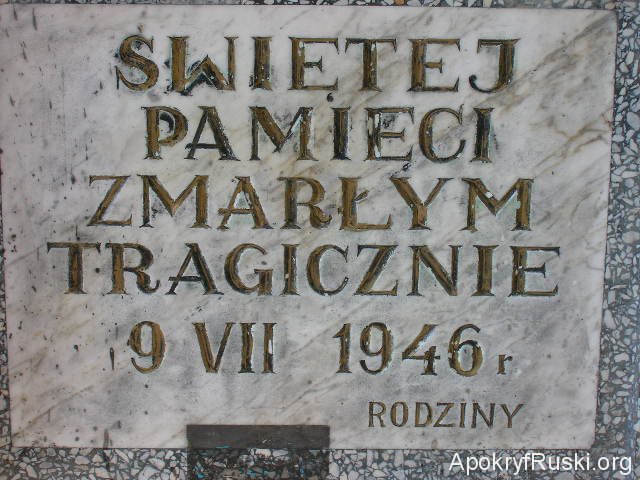 ŚWIĘTEJ
PAMIĘCI
ZMARŁYM
TRAGICZNIE
9 VII 1946 r
RODZINY
ApokryfRuski.org